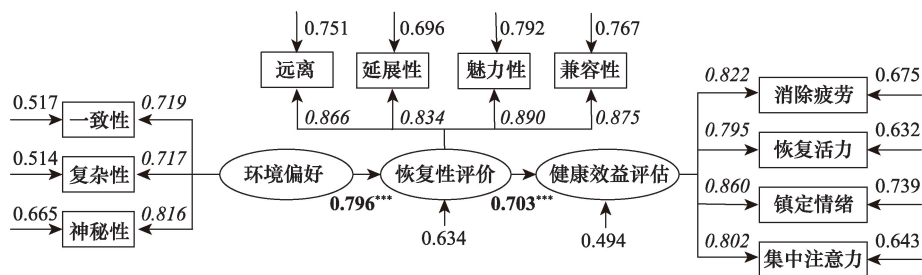 0.751 0.696 0.792 0.767
远离 延展性 魅力性 兼容性
0.866 0.834 0.890 0.875
0.517 一致性 0.719
0.514 复杂性 0.717
0.665 神秘性 0.816
环境偏好 恢复性评价 健康效益评估
0.796*** 0.703***
0.634 0.494
0.822 消除疲劳 0.675
0.795 恢复活力 0.632
0.860 镇定情绪 0.739
0.802 集中注意力 0.643